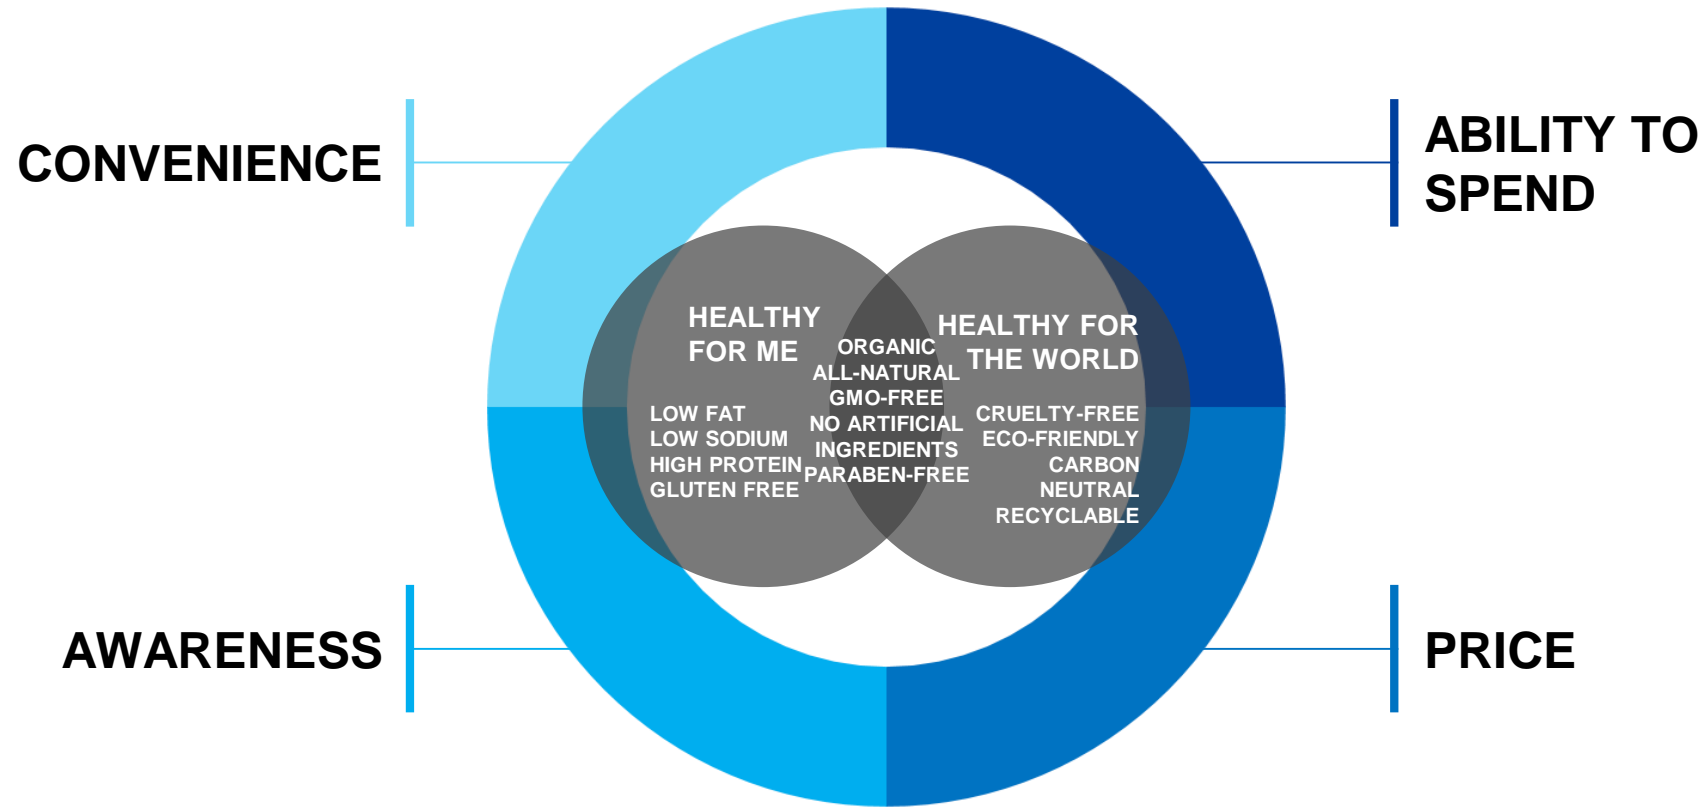 CONVENIENCE
ABILITY TO
SPEND
HEALTHY
FOR ME
LOW FAT
LOW SODIUM
HIGH PROTEIN
GLUTEN FREE
ORGANIC
ALL-NATURAL
GMO-FREE
NO ARTIFICIAL
INGREDIENTS
PARABEN-FREE
HEALTHY FOR
THE WORLD
CRUELTY-FREE
ECO-FRIENDLY
CARBON
NEUTRAL
RECYCLABLE
AWARENESS
PRICE